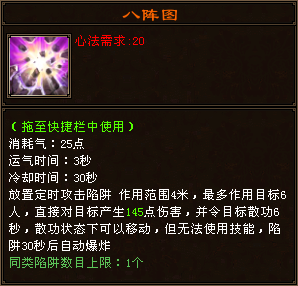 八阵图
心法需求:20
（拖至快捷栏中使用）
消耗气：25点
运气时间：3秒
冷却时间：30秒
放置定时攻击陷阱 作用范围4米，最多作用目标6
人，直接对目标产生145点伤害，并令目标散功6
秒，散功状态下可以移动，但无法使用技能，陷
阱30秒后自动爆炸
同类陷阱数目上限：1个